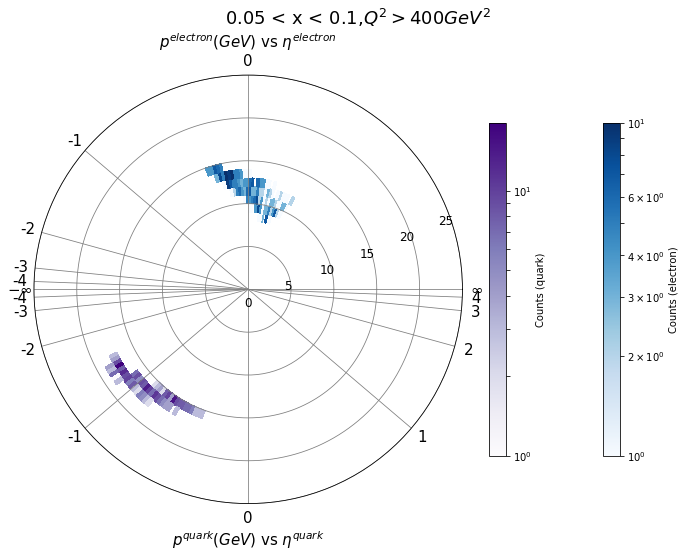 0.05 < x < 0.1,Q² > 400GeV²
p^electron(GeV) vs η^electron
0
-1
-2
-3
-4
−∞
-4
-3
-2
-1
0
1
2
3
4
∞
0
5
10
15
20
25
p^quark(GeV) vs η^quark
10¹
10⁰
Counts (quark)
10¹
6 × 10⁰
4 × 10⁰
3 × 10⁰
2 × 10⁰
10⁰
Counts (electron)